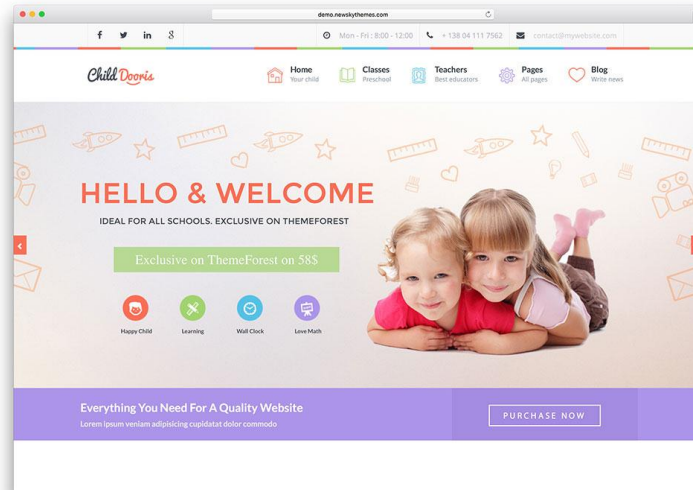 demo.newskythemes.com
Mon - Fri : 8:00 - 12:00
+ 138 04 111 7562
contact@mywebsite.com
Child Dooris
Home
Your child
Classes
Preschool
Teachers
Best educators
Pages
All pages
Blog
Write news
HELLO & WELCOME
IDEAL FOR ALL SCHOOLS. EXCLUSIVE ON THEMEFOREST
Exclusive on ThemeForest on 58$
Happy Child
Learning
Wall Clock
Love Math
Everything You Need For A Quality Website
Lorem ipsum veniam adipisicing cupidatat dolor commodo
PURCHASE NOW